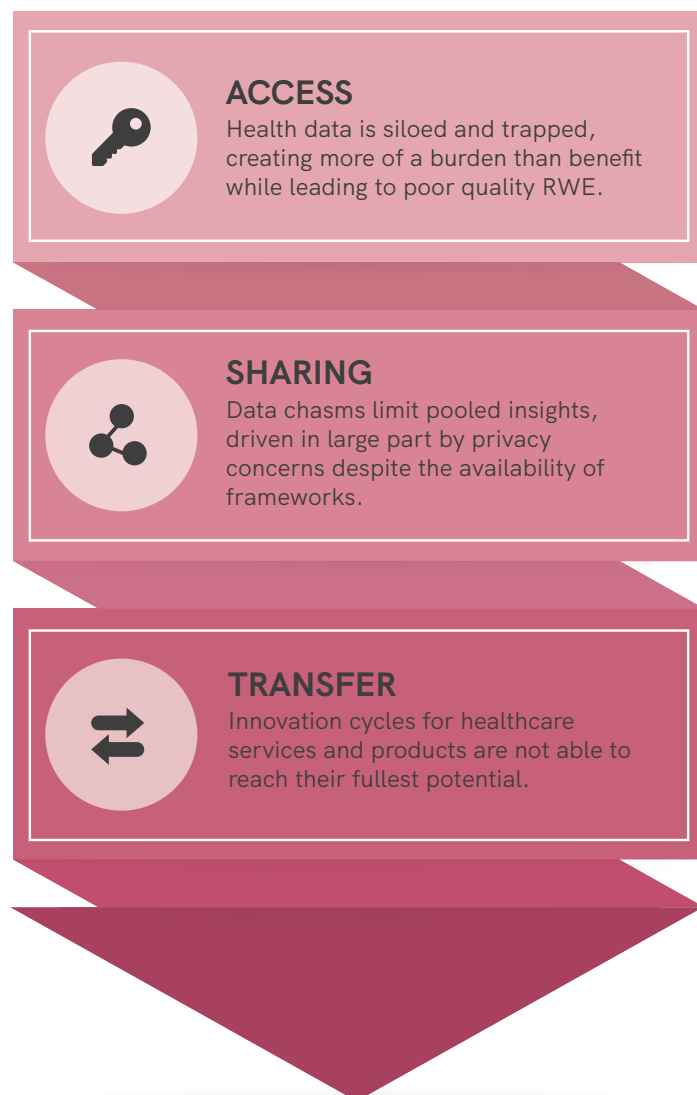 ACCESS
Health data is siloed and trapped,
creating more of a burden than benefit
while leading to poor quality RWE.
SHARING
Data chasms limit pooled insights,
driven in large part by privacy
concerns despite the availability of
frameworks.
TRANSFER
Innovation cycles for healthcare
services and products are not able to
reach their fullest potential.